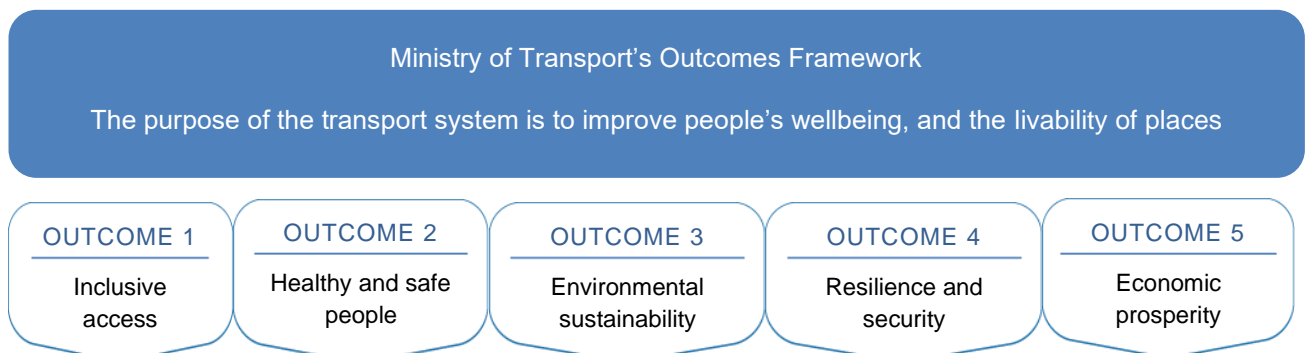 Ministry of Transport’s Outcomes Framework
The purpose of the transport system is to improve people’s wellbeing, and the livability of places
OUTCOME 1
Inclusive
access
OUTCOME 2
Healthy and safe
people
OUTCOME 3
Environmental
sustainability
OUTCOME 4
Resilience and
security
OUTCOME 5
Economic
prosperity